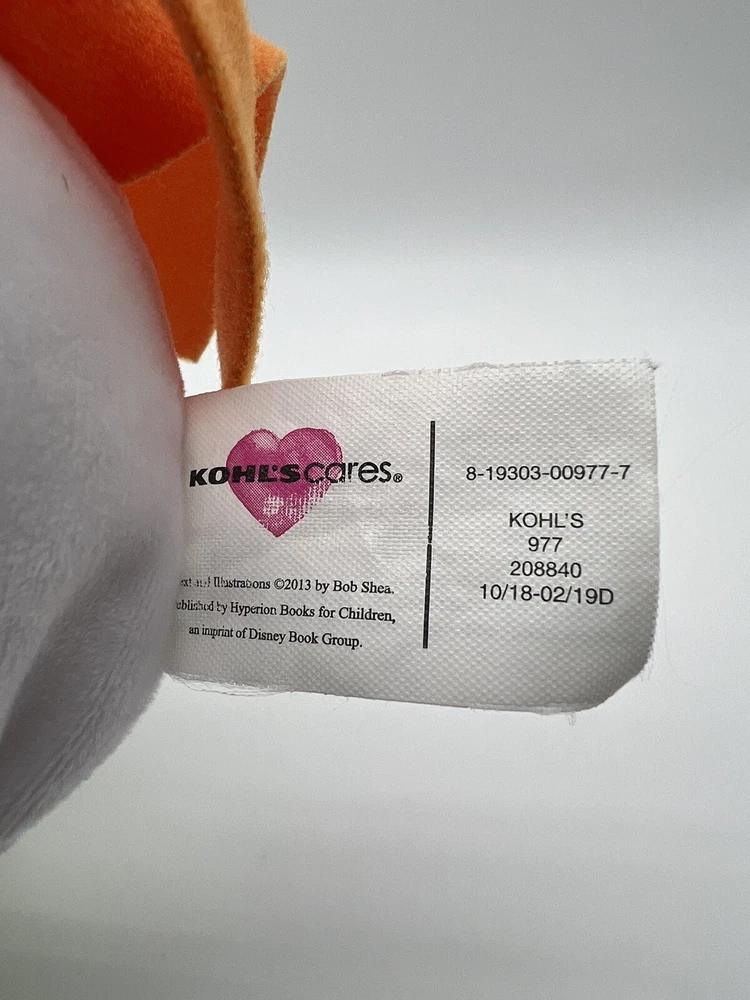 KOHL'S cares®
Illustrations ©2013 by Bob Shea.
by Hyperion Books for Children,
an imprint of Disney Book Group.
8-19303-00977-7
KOHL'S
977
208840
10/18-02/19D